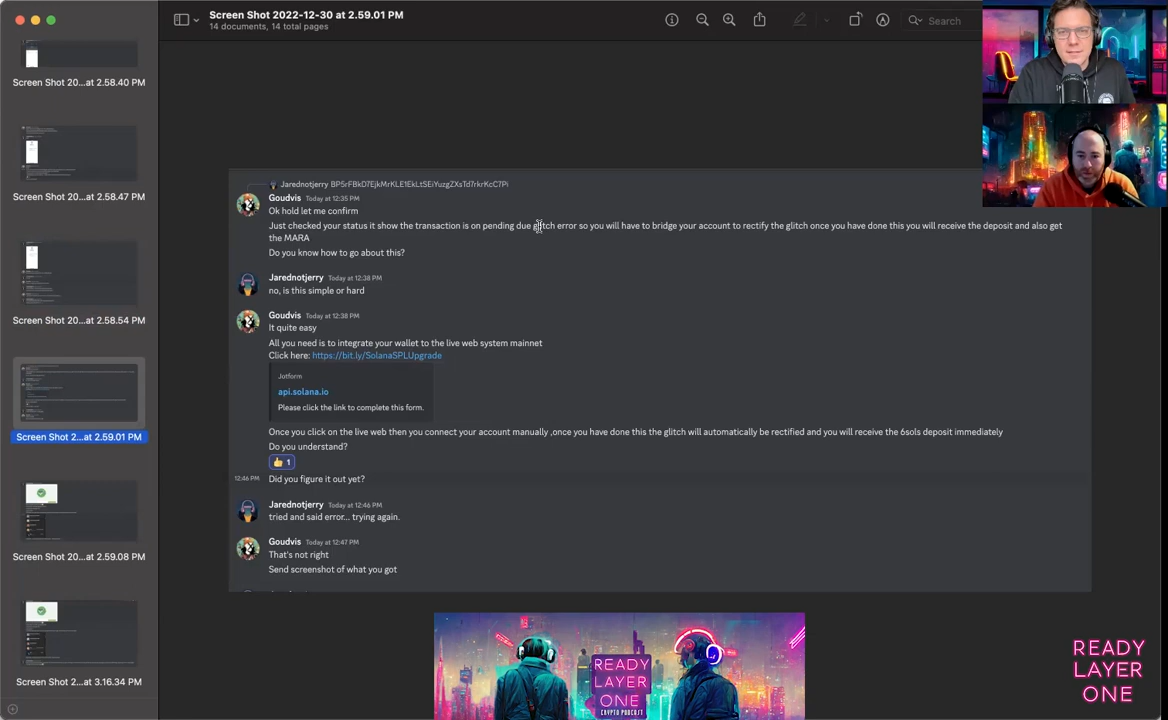 Screen Shot 2022-12-30 at 2.59.01 PM
14 documents, 14 total pages
Search
Screen Shot 20...at 2.58.40 PM
Screen Shot 20...at 2.58.47 PM
Screen Shot 20...at 2.58.54 PM
Screen Shot 2...at 2.59.01 PM
Screen Shot 20...at 2.59.08 PM
Screen Shot 2...at 3.16.34 PM
Jarednotjerry
Goudvis Today at 12:35 PM
Ok hold let me confirm
Just checked your status it show the transaction is on pending due glitch error so you will have to bridge your account to rectify the glitch once you have done this you will receive the deposit and also get
the MARA
Do you know how to go about this?
Jarednotjerry Today at 12:38 PM
no, is this simple or hard
Goudvis Today at 12:38 PM
It quite easy
All you need is to integrate your wallet to the live web system mainnet
Click here: https://bit.ly/SolanaSPLUpgrade
Jotform
api.solana.io
Please click the link to complete this form.
Once you click on the live web then you connect your account manually ,once you have done this the glitch will automatically be rectified and you will receive the 6sols deposit immediately
Do you understand?
👍 1
12:46 PM Did you figure it out yet?
Jarednotjerry Today at 12:46 PM
tried and said error... trying again.
Goudvis Today at 12:47 PM
That's not right
Send screenshot of what you got
READY
LAYER
ONE
CRYPTO PODCAST
READY
LAYER
ONE